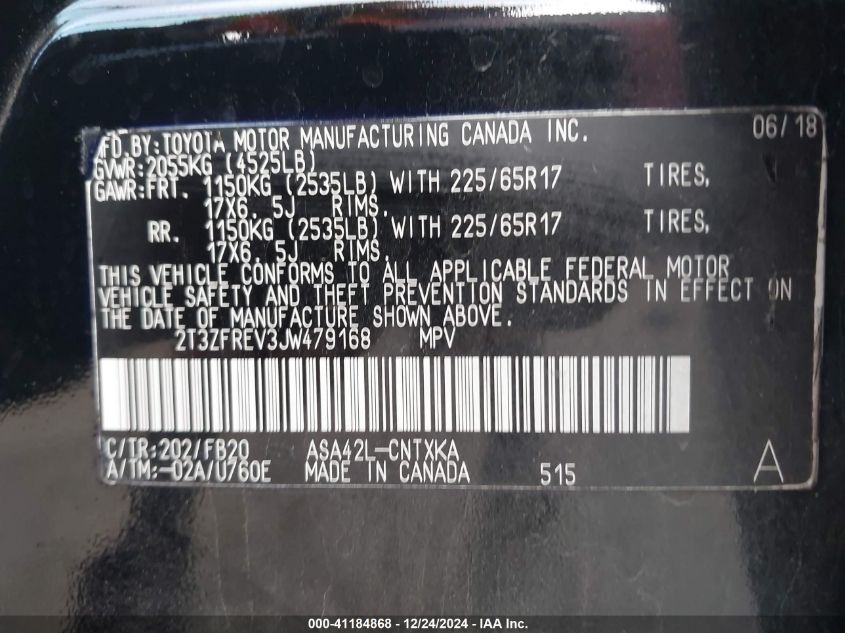 MFD.BY:TOYOTA MOTOR MANUFACTURING CANADA INC. 06/18
GVWR:2055KG (4525LB)
GAWR:FRT. 1150KG (2535LB) WITH 225/65R17 TIRES,
17X6.5J RIMS,
RR. 1150KG (2535LB) WITH 225/65R17 TIRES,
17X6.5J RIMS.
THIS VEHICLE CONFORMS TO ALL APPLICABLE FEDERAL MOTOR
VEHICLE SAFETY AND THEFT PREVENTION STANDARDS IN EFFECT ON
THE DATE OF MANUFACTURE SHOWN ABOVE.
2T3ZFREV3JW479168 MPV
C/TR:202/FB20 ASA42L-CNTXKA
A/TM:-02A/U760E MADE IN CANADA 515 A
000-41184868 - 12/24/2024 - IAA Inc.